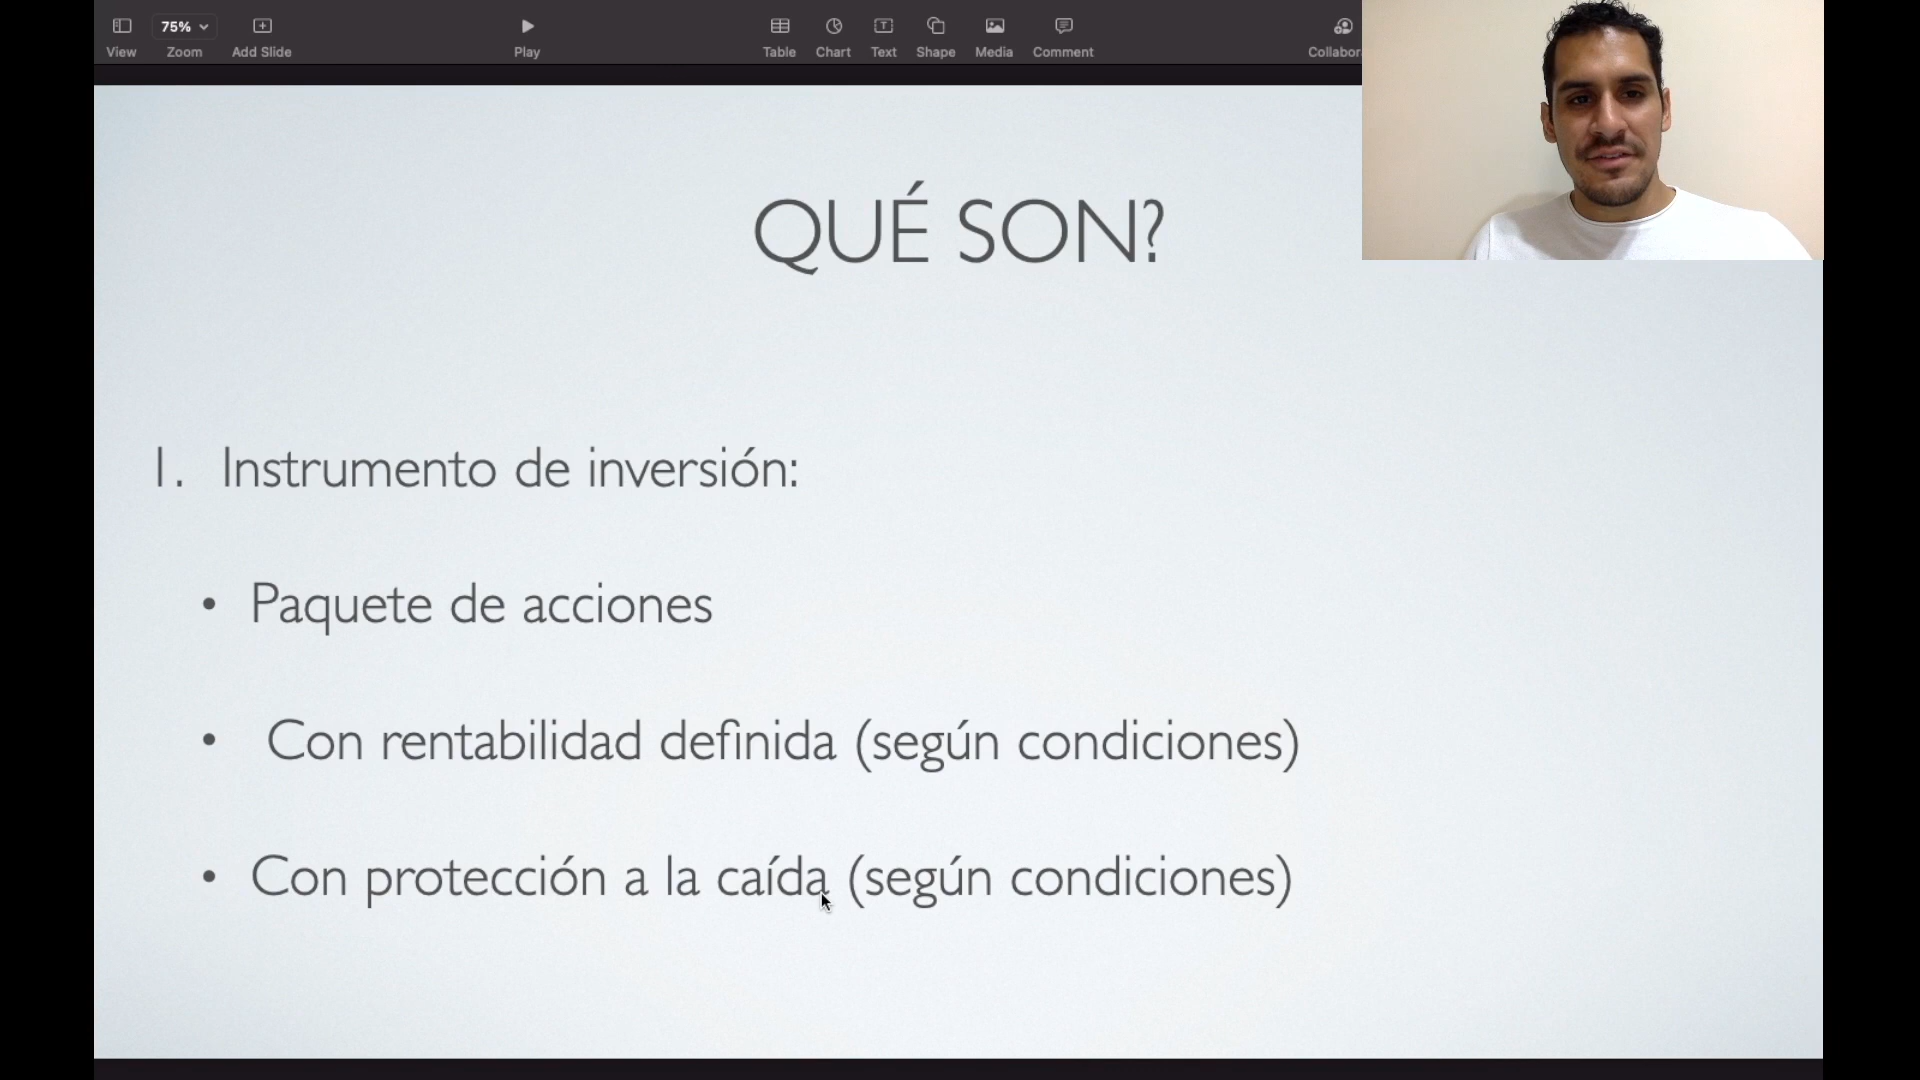 75%
View Zoom Add Slide Play Table Chart Text Shape Media Comment Collabor
QUÉ SON?
1. Instrumento de inversión:
• Paquete de acciones
• Con rentabilidad definida (según condiciones)
• Con protección a la caída (según condiciones)